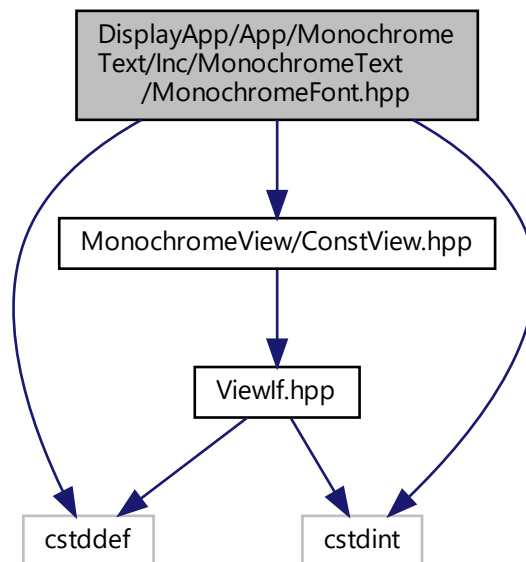 DisplayApp/App/Monochrome
Text/Inc/MonochromeText
/MonochromeFont.hpp
MonochromeView/ConstView.hpp
ViewIf.hpp
cstddef
cstdint